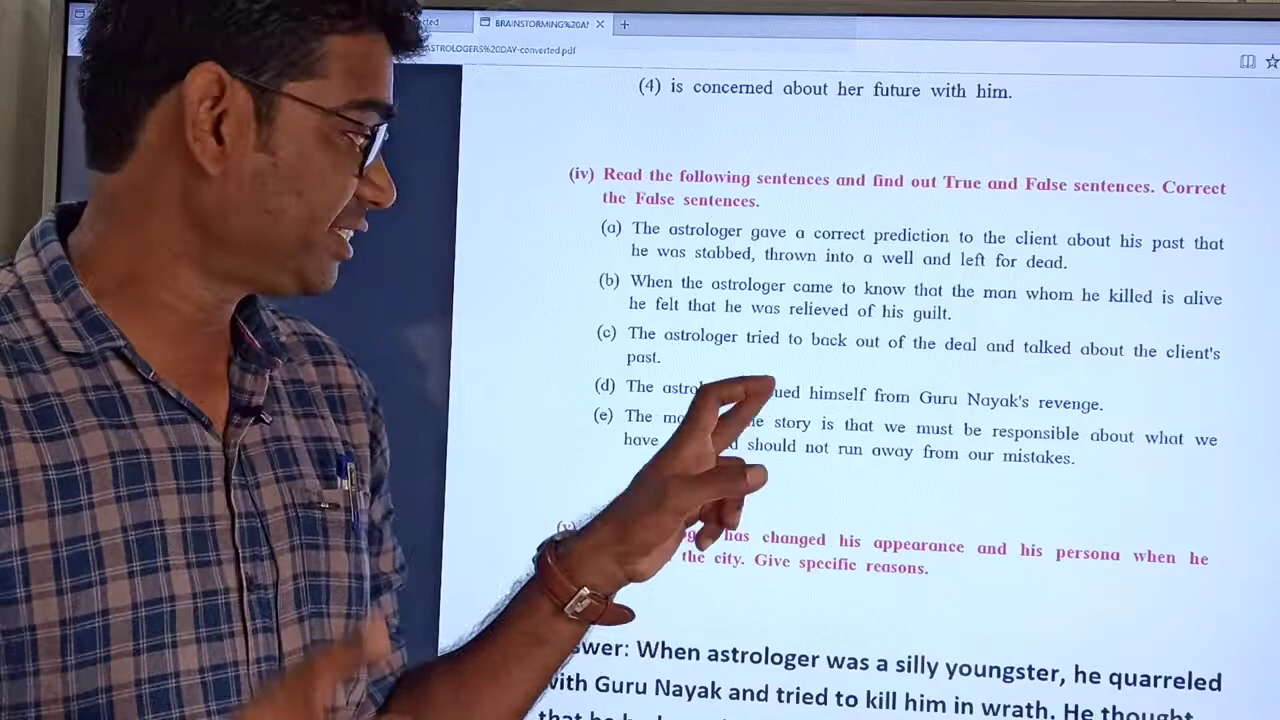 cted
BRAINSTORMING%20A
ASTROLOGERS%20DAY-converted.pdf
(4) is concerned about her future with him.
(iv) Read the following sentences and find out True and False sentences. Correct
the False sentences.
(a) The astrologer gave a correct prediction to the client about his past that
he was stabbed, thrown into a well and left for dead.
(b) When the astrologer came to know that the man whom he killed is alive
he felt that he was relieved of his guilt.
(c) The astrologer tried to back out of the deal and talked about the client's
past.
(d) The astro ued himself from Guru Nayak's revenge.
(e) The mo story is that we must be responsible about what we
have should not run away from our mistakes.
(v) has changed his appearance and his persona when he
the city. Give specific reasons.
swer: When astrologer was a silly youngster, he quarreled
with Guru Nayak and tried to kill him in wrath. He thought
that he